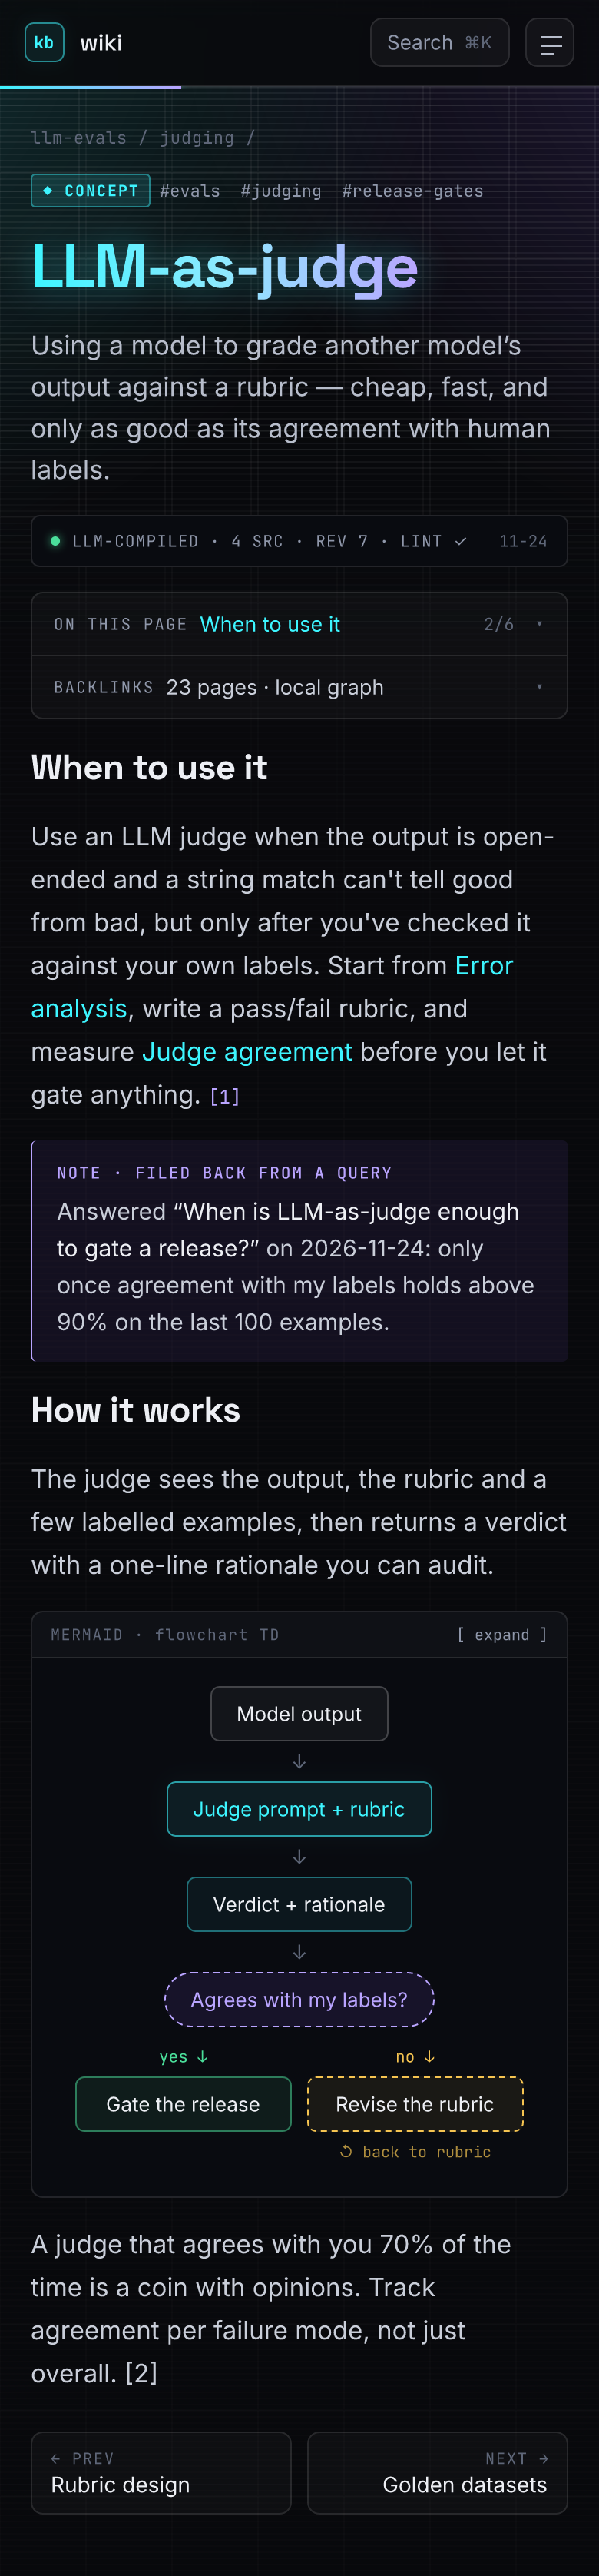 kb wiki Search ⌘K
llm-evals / judging /
◆ CONCEPT #evals #judging #release-gates
LLM-as-judge
Using a model to grade another model’s
output against a rubric — cheap, fast, and
only as good as its agreement with human
labels.
LLM-COMPILED · 4 SRC · REV 7 · LINT ✓ 11-24
ON THIS PAGE When to use it 2/6 ▾
BACKLINKS 23 pages · local graph ▾
When to use it
Use an LLM judge when the output is open-
ended and a string match can't tell good
from bad, but only after you've checked it
against your own labels. Start from Error
analysis, write a pass/fail rubric, and
measure Judge agreement before you let it
gate anything. [1]
NOTE · FILED BACK FROM A QUERY
Answered “When is LLM-as-judge enough
to gate a release?” on 2026-11-24: only
once agreement with my labels holds above
90% on the last 100 examples.
How it works
The judge sees the output, the rubric and a
few labelled examples, then returns a verdict
with a one-line rationale you can audit.
MERMAID · flowchart TD [ expand ]
Model output
↓
Judge prompt + rubric
↓
Verdict + rationale
↓
Agrees with my labels?
yes ↓ no ↓
Gate the release Revise the rubric
↺ back to rubric
A judge that agrees with you 70% of the
time is a coin with opinions. Track
agreement per failure mode, not just
overall. [2]
← PREV NEXT →
Rubric design Golden datasets